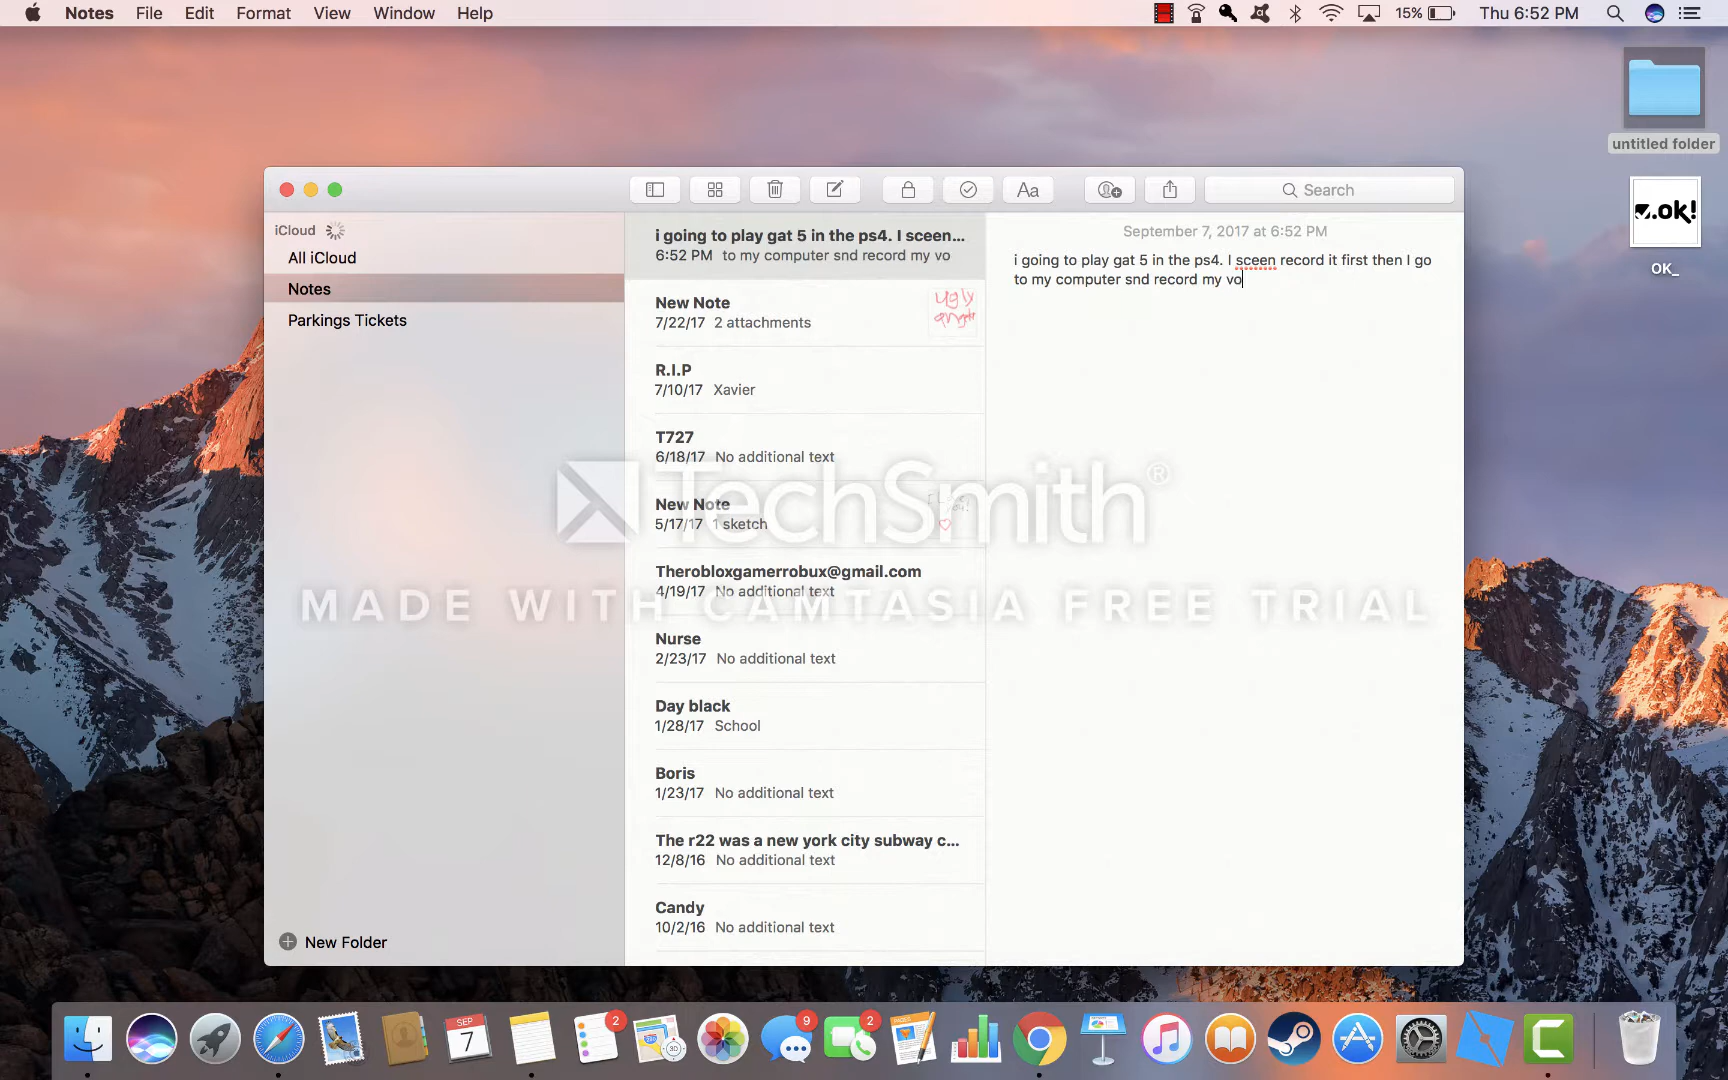 Notes File Edit Format View Window Help 15% Thu 6:52 PM
untitled folder
.ok!
OK_
Aa Search
iCloud
All iCloud
Notes
Parkings Tickets
New Folder
i going to play gat 5 in the ps4. I sceen...
6:52 PM to my computer snd record my vo
New Note
7/22/17 2 attachments
ugly
R.I.P
7/10/17 Xavier
T727
6/18/17 No additional text
New Note
5/17/17 1 sketch
Therobloxgamerrobux@gmail.com
4/19/17 No additional text
Nurse
2/23/17 No additional text
Day black
1/28/17 School
Boris
1/23/17 No additional text
The r22 was a new york city subway c...
12/8/16 No additional text
Candy
10/2/16 No additional text
September 7, 2017 at 6:52 PM
i going to play gat 5 in the ps4. I sceen record it first then I go
to my computer snd record my vo
TechSmith®
MADE WITH CAMTASIA FREE TRIAL
SEP
7
2
3D
9
2
PAGES